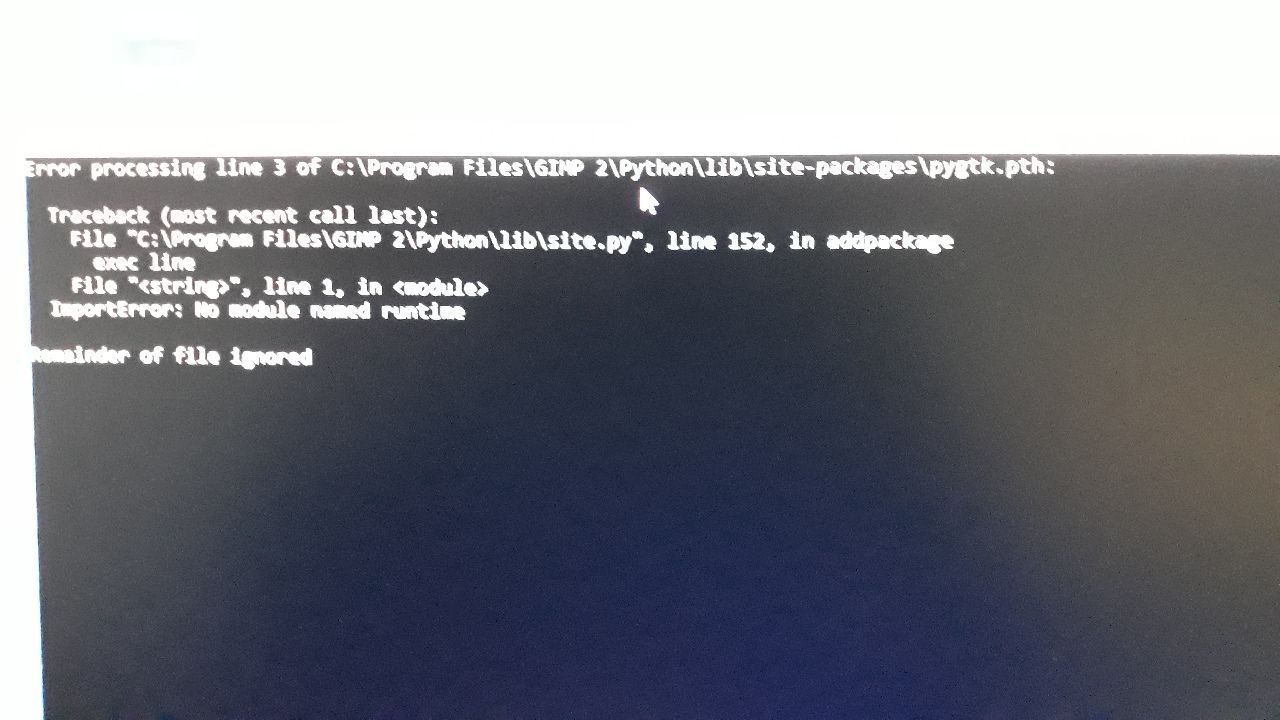 Error processing line 3 of C:\Program Files\GIMP 2\Python\lib\site-packages\pygtk.pth:
Traceback (most recent call last):
File "C:\Program Files\GIMP 2\Python\lib\site.py", line 152, in addpackage
exec line
File "<string>", line 1, in <module>
ImportError: No module named runtime
Remainder of file ignored